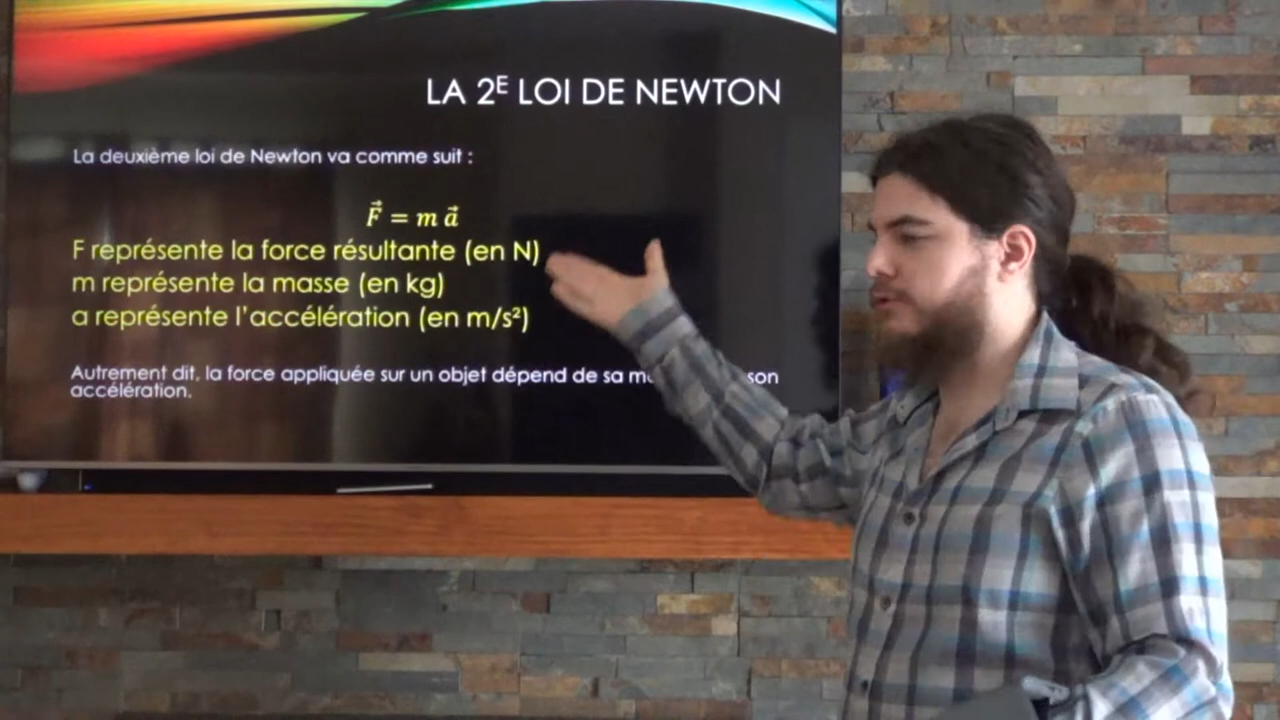 LA 2E LOI DE NEWTON
La deuxième loi de Newton va comme suit :
F⃗ = m a⃗
F représente la force résultante (en N)
m représente la masse (en kg)
a représente l'accélération (en m/s²)
Autrement dit, la force appliquée sur un objet dépend de sa son
accélération.